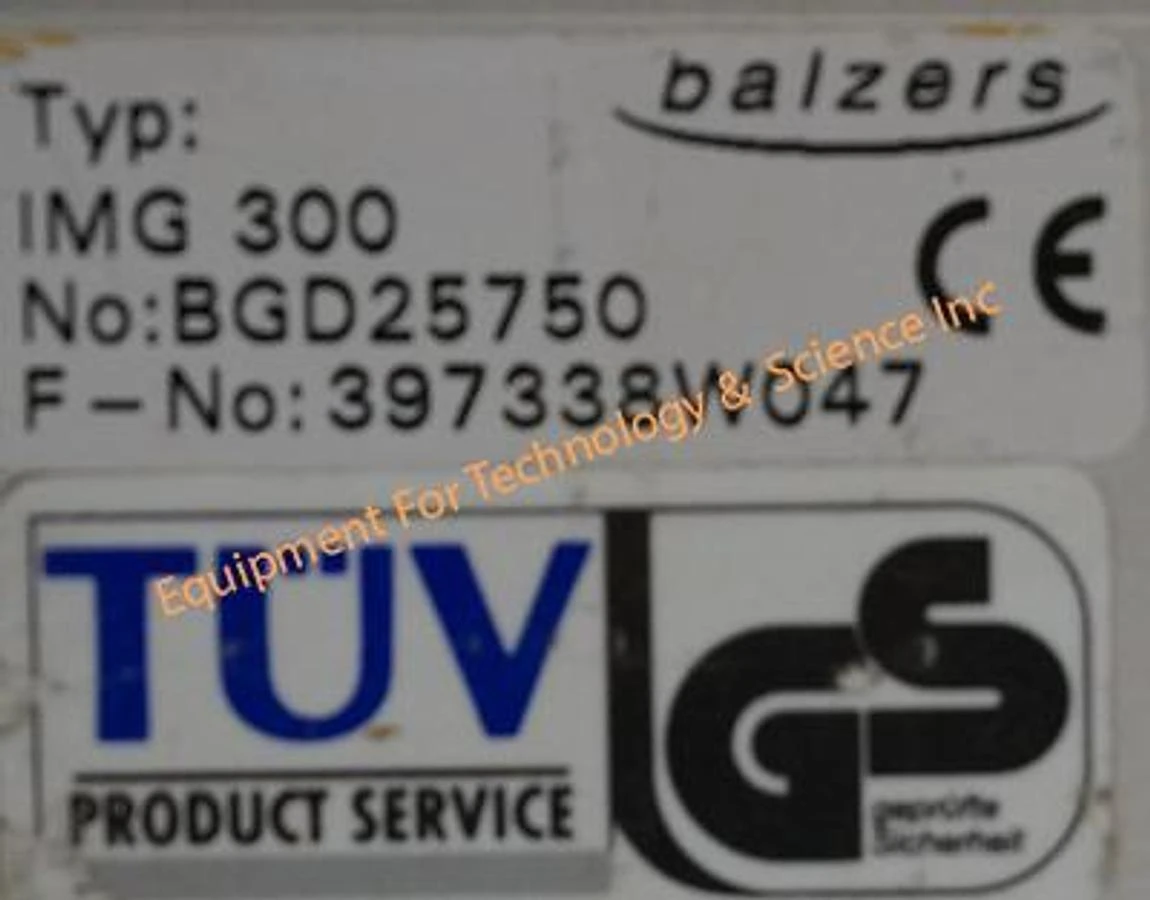 balzers
Typ:
IMG 300
CE
No:BGD25750
F-No:397338W047
Equipment For Technology & Science Inc
TÜV
PRODUCT SERVICE
GS
geprüfte
Sicherheit